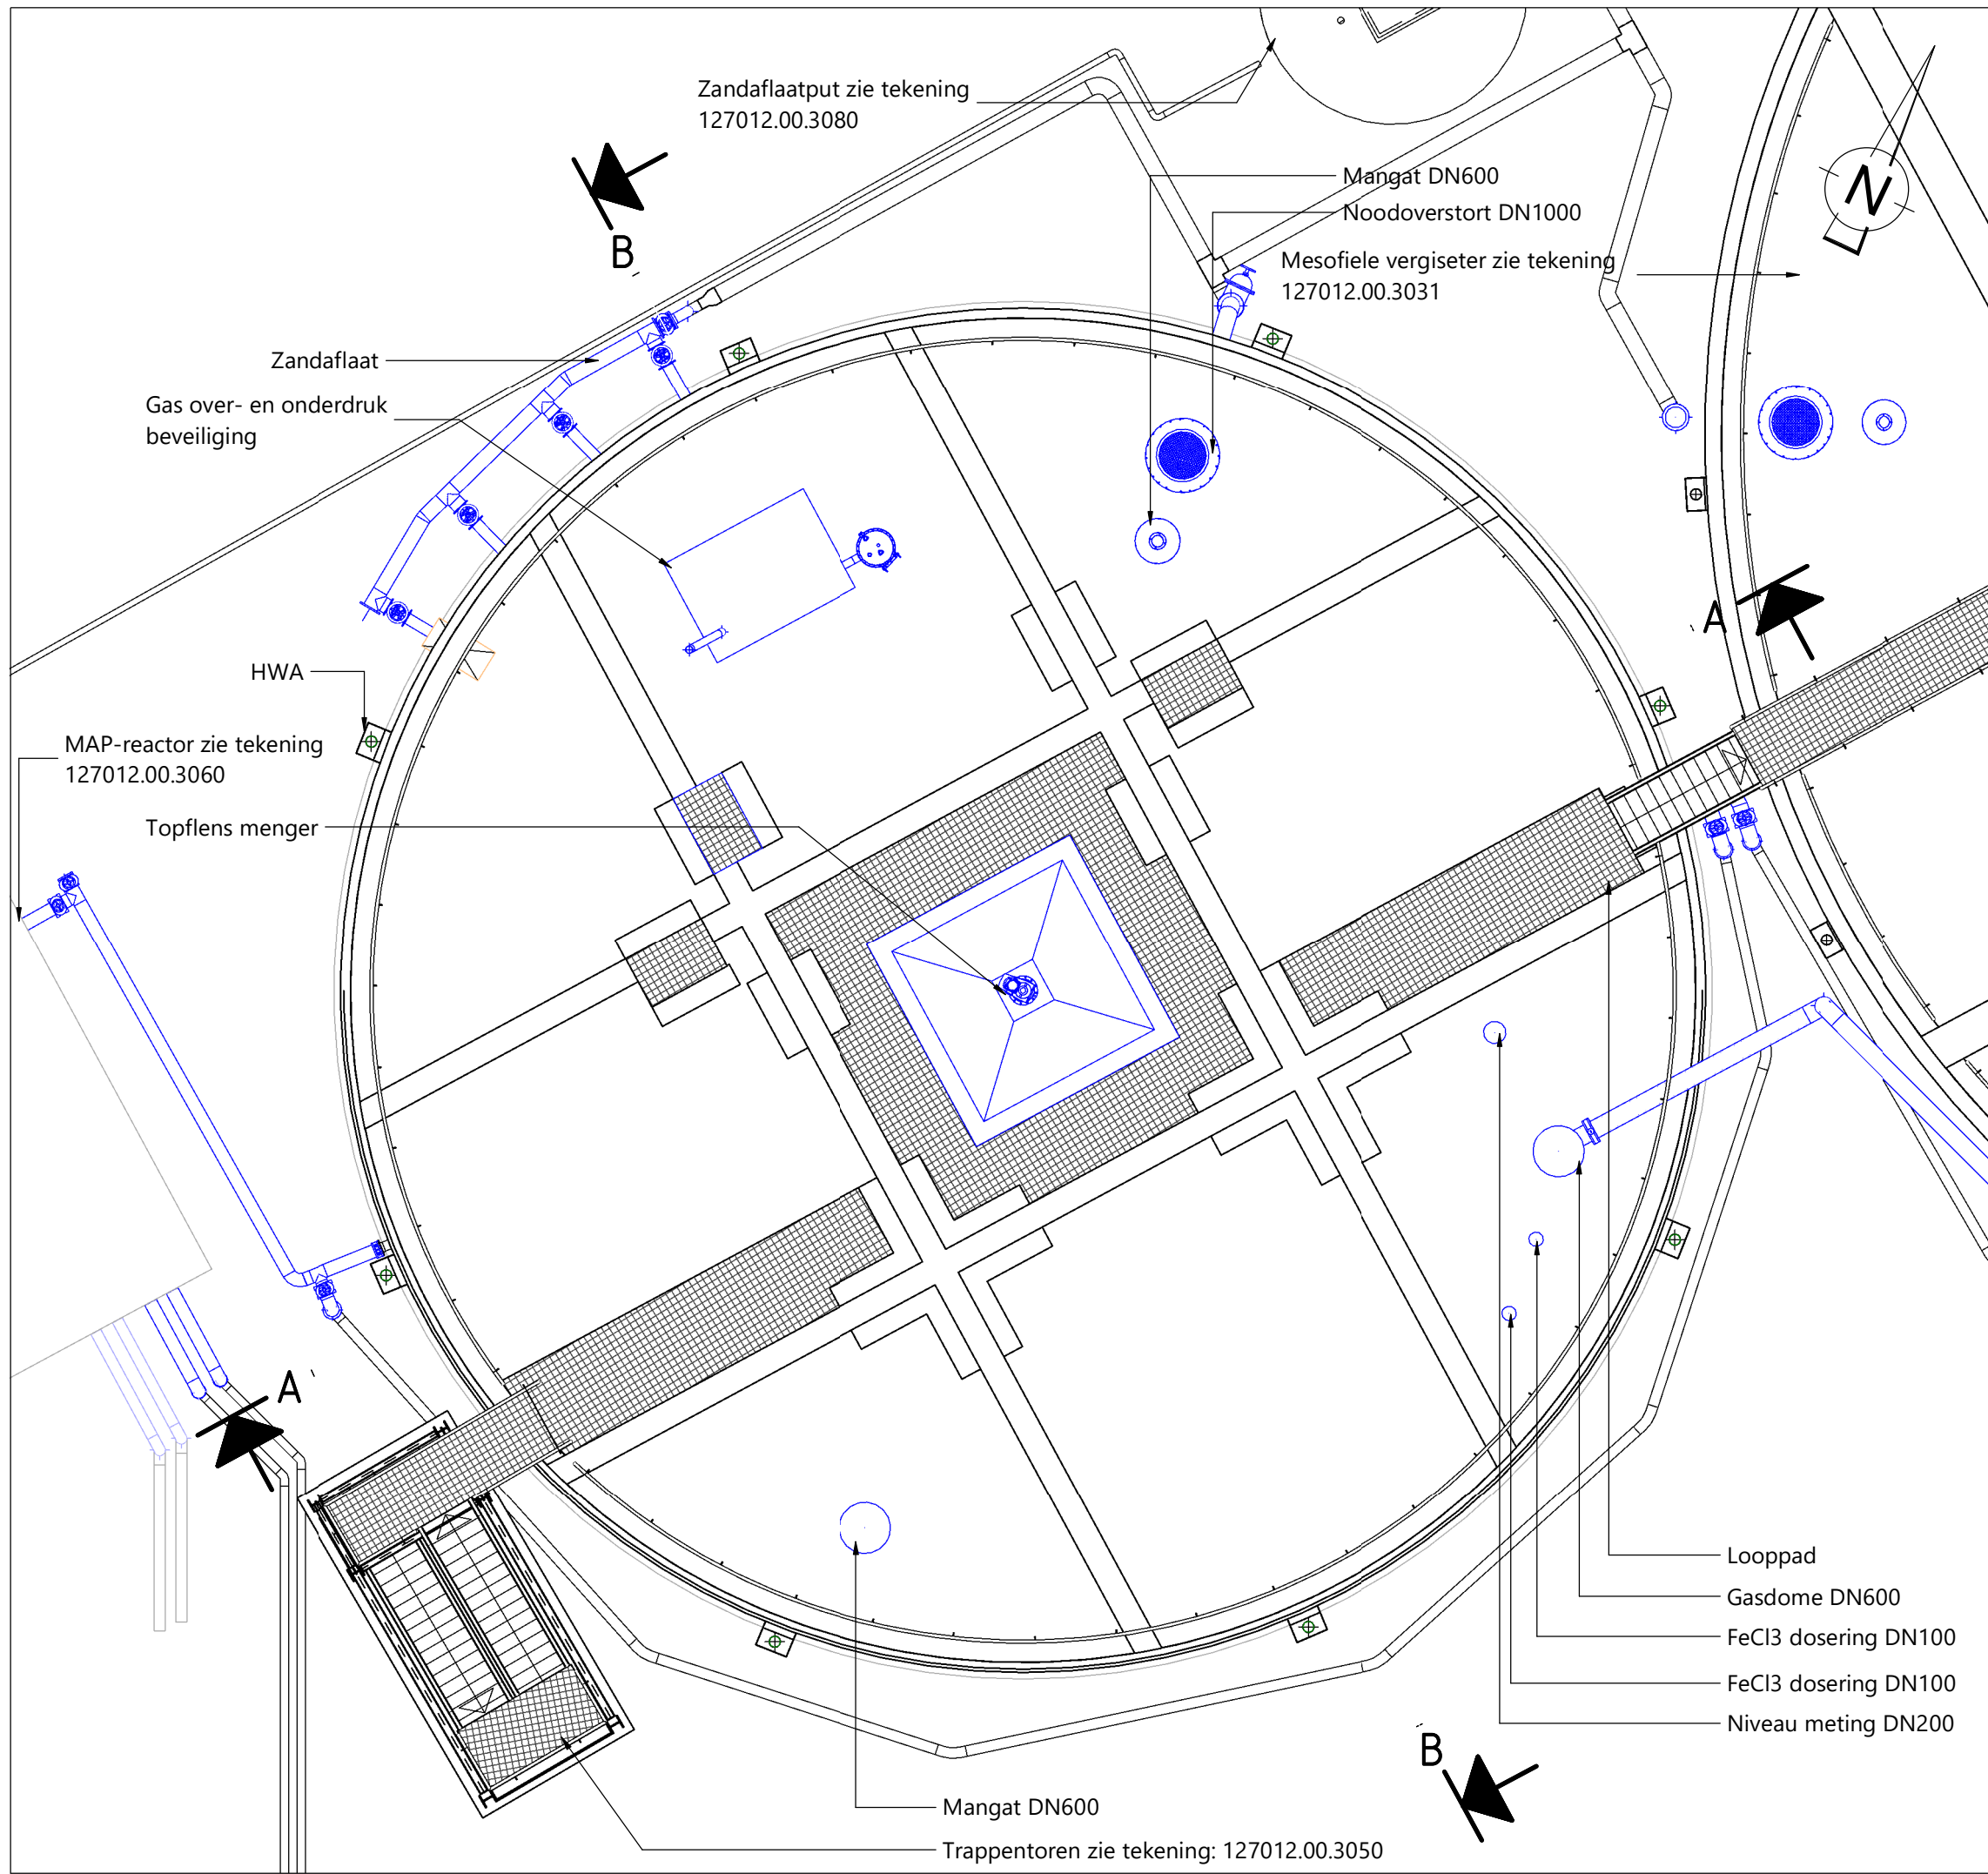 Zandaflaatput zie tekening
127012.00.3080
B
Mangat DN600
Noodoverstort DN1000
N
Mesofiele vergiseter zie tekening
127012.00.3031
Zandaflaat
Gas over- en onderdruk
beveiliging
A
HWA
MAP-reactor zie tekening
127012.00.3060
Topflens menger
A
Looppad
Gasdome DN600
FeCl3 dosering DN100
FeCl3 dosering DN100
Niveau meting DN200
B
Mangat DN600
Trappentoren zie tekening: 127012.00.3050